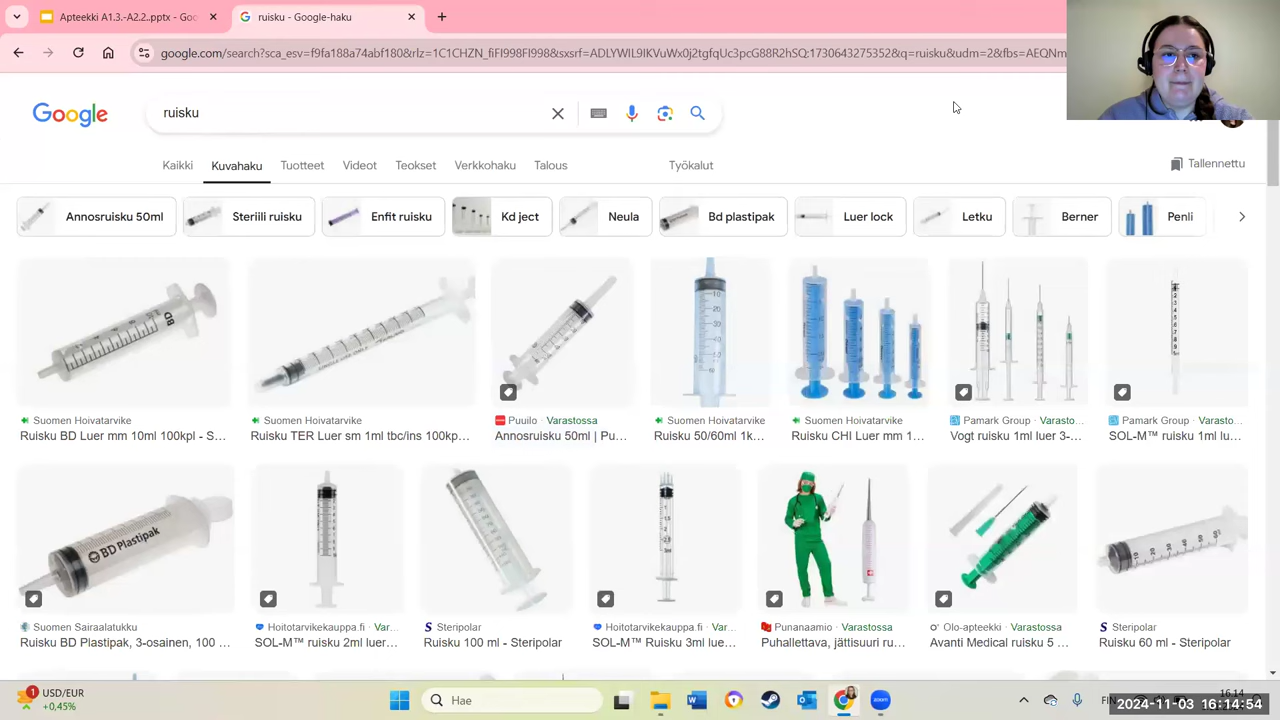 Apteekki A1.3.-A2.2..pptx - Goo
ruisku - Google-haku
google.com/search?sca_esv=f9fa188a74abf180&rlz=1C1CHZN_fiFI998FI998&sxsrf=ADLYWIL9IKVuWx0j2tgfqUc3pcG88R2hSQ:1730643275352&q=ruisku&udm=2&fbs=AEQNm
Google
ruisku
Kaikki Kuvahaku Tuotteet Videot Teokset Verkkohaku Talous Työkalut Tallennettu
Annosruisku 50ml Steriili ruisku Enfit ruisku Kd ject Neula Bd plastipak Luer lock Letku Berner Penli
Suomen Hoivatarvike Suomen Hoivatarvike Puuilo · Varastossa Suomen Hoivatarvike Suomen Hoivatarvike Pamark Group · Varasto... Pamark Group · Varasto...
Ruisku BD Luer mm 10ml 100kpl - S... Ruisku TER Luer sm 1ml tbc/ins 100kp... Annosruisku 50ml | Pu... Ruisku 50/60ml 1k... Ruisku CHI Luer mm 1... Vogt ruisku 1ml luer 3-... SOL-M™ ruisku 1ml lu...
BD Plastipak
Suomen Sairaalatukku Hoitotarvikekauppa.fi · Var... Steripolar Hoitotarvikekauppa.fi · Var... Punanaamio · Varastossa Olo-apteekki · Varastossa Steripolar
Ruisku BD Plastipak, 3-osainen, 100 ... SOL-M™ ruisku 2ml luer... Ruisku 100 ml - Steripolar SOL-M™ Ruisku 3ml lue... Puhallettava, jättisuuri ru... Avanti Medical ruisku 5 ... Ruisku 60 ml - Steripolar
1
USD/EUR
+0,45%
Hae
zoom
FIN
16.14
2024-11-03 16:14:54